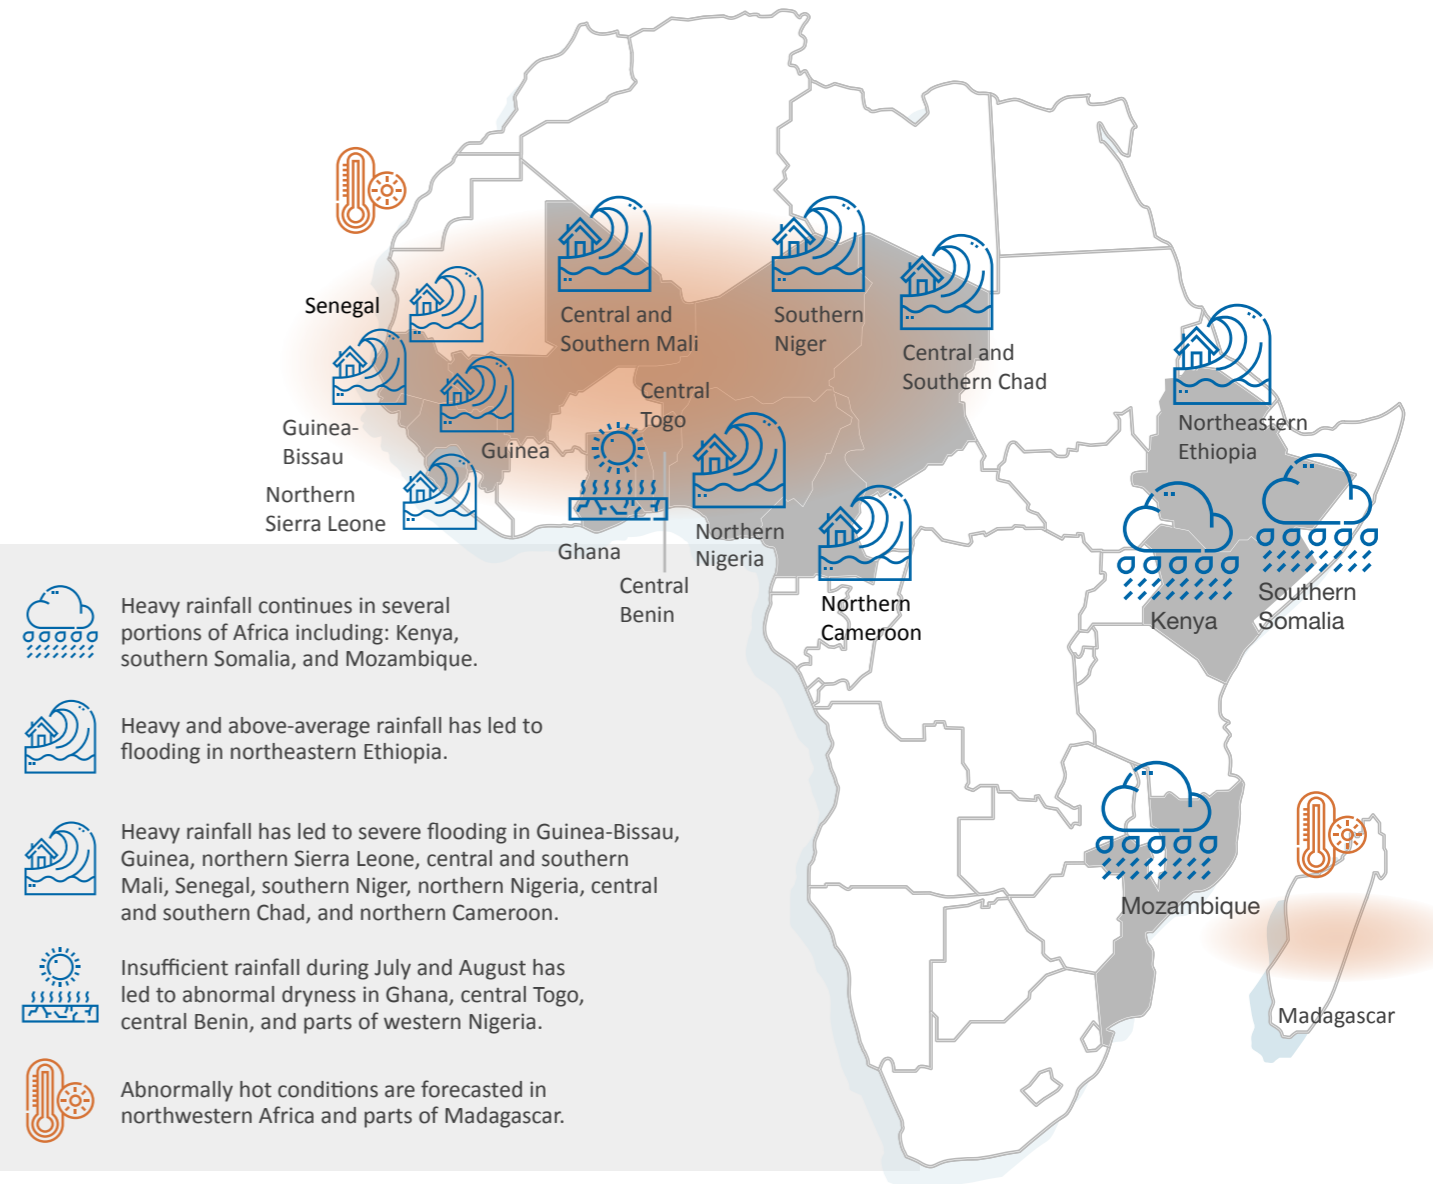 Senegal
Central and
Southern Mali
Southern
Niger
Central and
Southern Chad
Central
Togo
Northeastern
Ethiopia
Guinea-
Bissau
Guinea
Northern
Sierra Leone
Ghana
Northern
Nigeria
Central
Benin
Northern
Cameroon
Kenya
Southern
Somalia
Mozambique
Madagascar
Heavy rainfall continues in several
portions of Africa including: Kenya,
southern Somalia, and Mozambique.
Heavy and above-average rainfall has led to
flooding in northeastern Ethiopia.
Heavy rainfall has led to severe flooding in Guinea-Bissau,
Guinea, northern Sierra Leone, central and southern
Mali, Senegal, southern Niger, northern Nigeria, central
and southern Chad, and northern Cameroon.
Insufficient rainfall during July and August has
led to abnormal dryness in Ghana, central Togo,
central Benin, and parts of western Nigeria.
Abnormally hot conditions are forecasted in
northwestern Africa and parts of Madagascar.